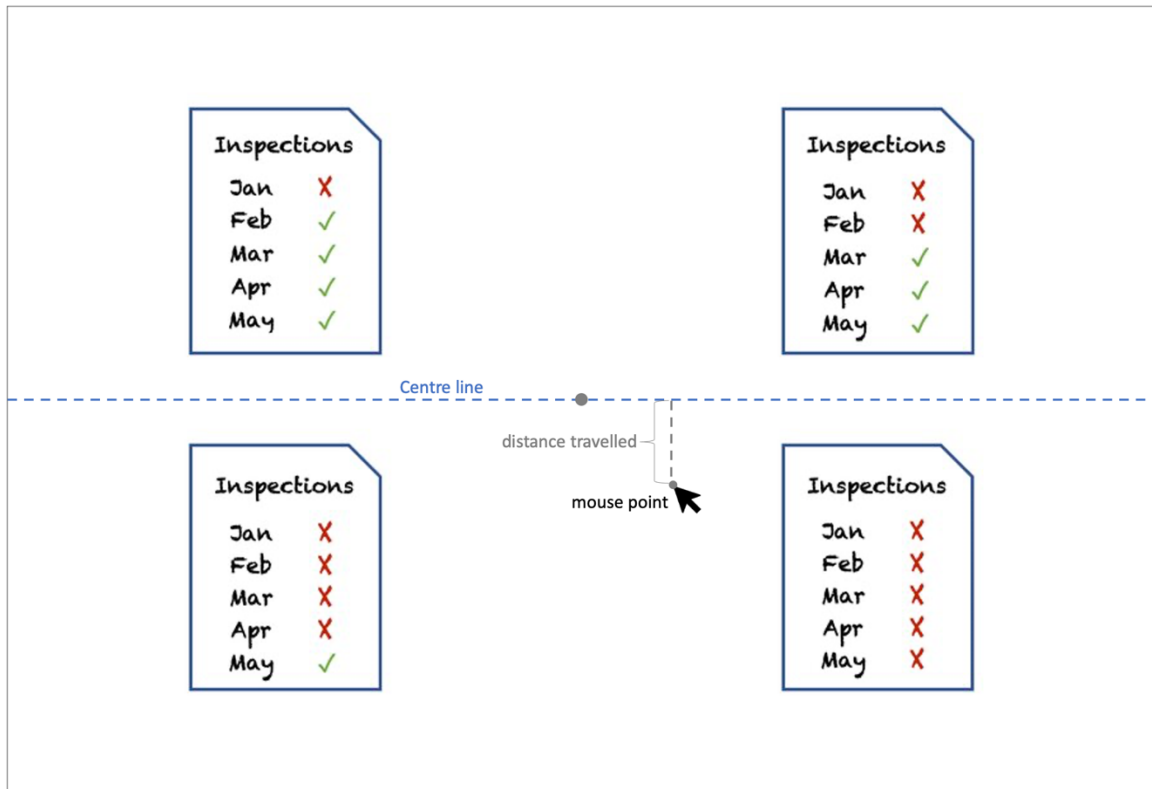 Inspections
Jan ✗
Feb ✓
Mar ✓
Apr ✓
May ✓
Inspections
Jan ✗
Feb ✗
Mar ✓
Apr ✓
May ✓
Centre line
distance travelled
mouse point
Inspections
Jan ✗
Feb ✗
Mar ✗
Apr ✗
May ✓
Inspections
Jan ✗
Feb ✗
Mar ✗
Apr ✗
May ✗